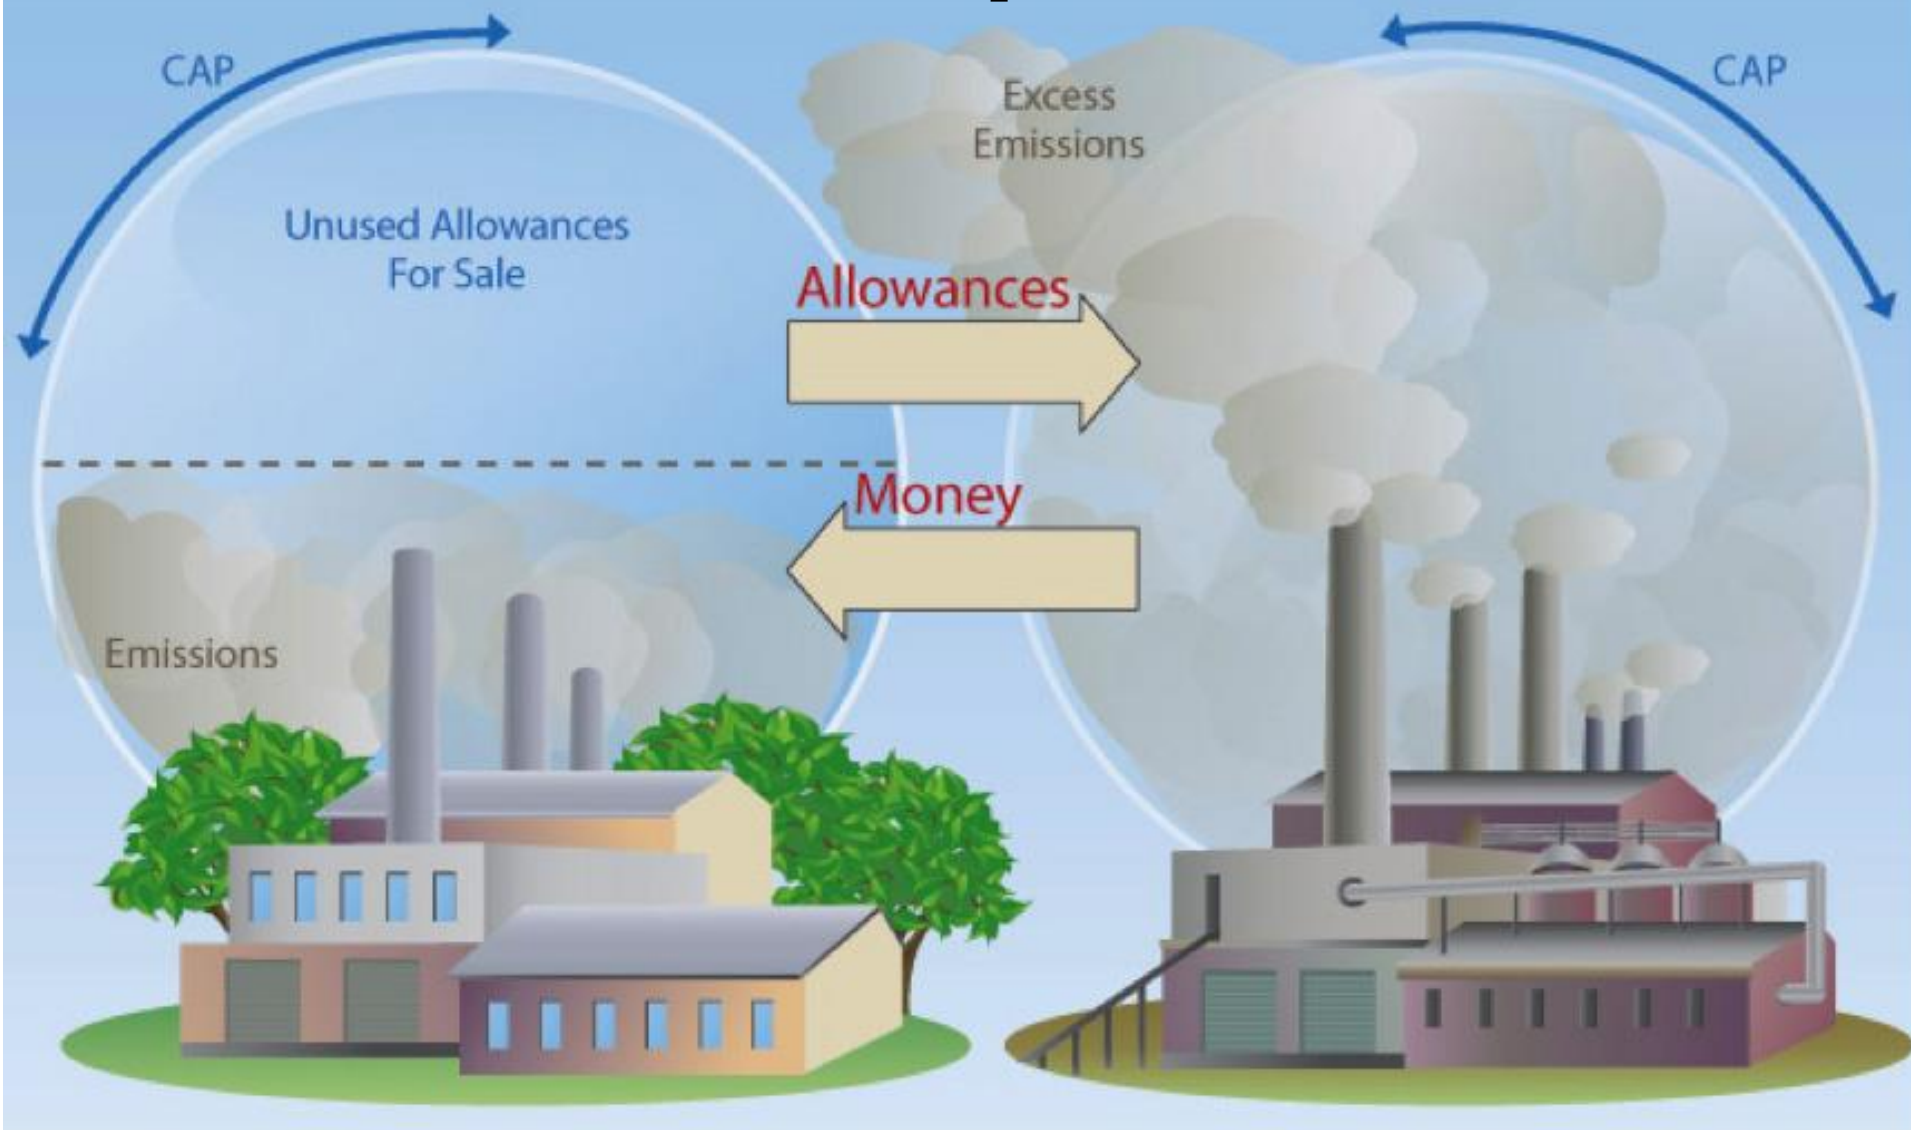 CAP
Excess
Emissions
CAP
Unused Allowances
For Sale
Allowances
Money
Emissions